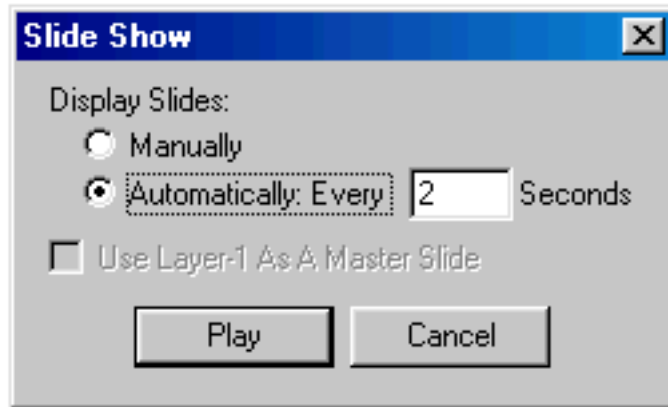 Slide Show
Display Slides:
Manually
Automatically: Every 2 Seconds
Use Layer-1 As A Master Slide
Play Cancel